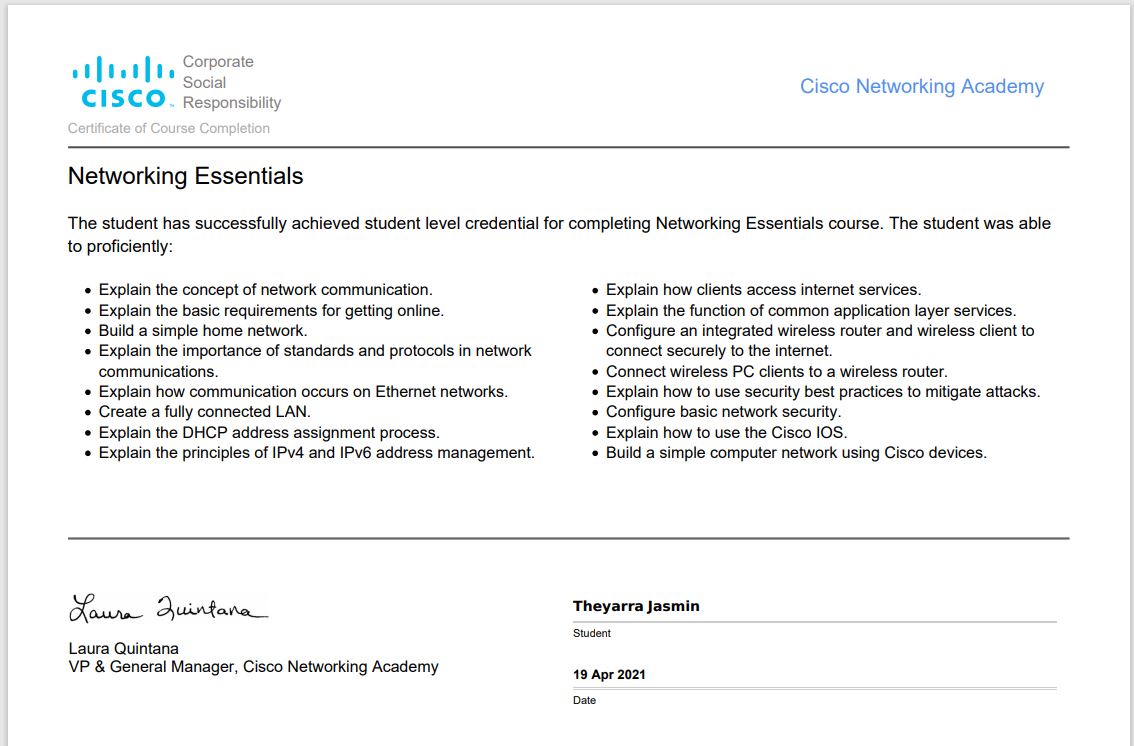 Corporate
Social
CISCO™ Responsibility
Cisco Networking Academy
Certificate of Course Completion
Networking Essentials
The student has successfully achieved student level credential for completing Networking Essentials course. The student was able
to proficiently:
• Explain the concept of network communication.
• Explain the basic requirements for getting online.
• Build a simple home network.
• Explain the importance of standards and protocols in network
communications.
• Explain how communication occurs on Ethernet networks.
• Create a fully connected LAN.
• Explain the DHCP address assignment process.
• Explain the principles of IPv4 and IPv6 address management.
• Explain how clients access internet services.
• Explain the function of common application layer services.
• Configure an integrated wireless router and wireless client to
connect securely to the internet.
• Connect wireless PC clients to a wireless router.
• Explain how to use security best practices to mitigate attacks.
• Configure basic network security.
• Explain how to use the Cisco IOS.
• Build a simple computer network using Cisco devices.
Laura Quintana
Laura Quintana
VP & General Manager, Cisco Networking Academy
Theyarra Jasmin
Student
19 Apr 2021
Date